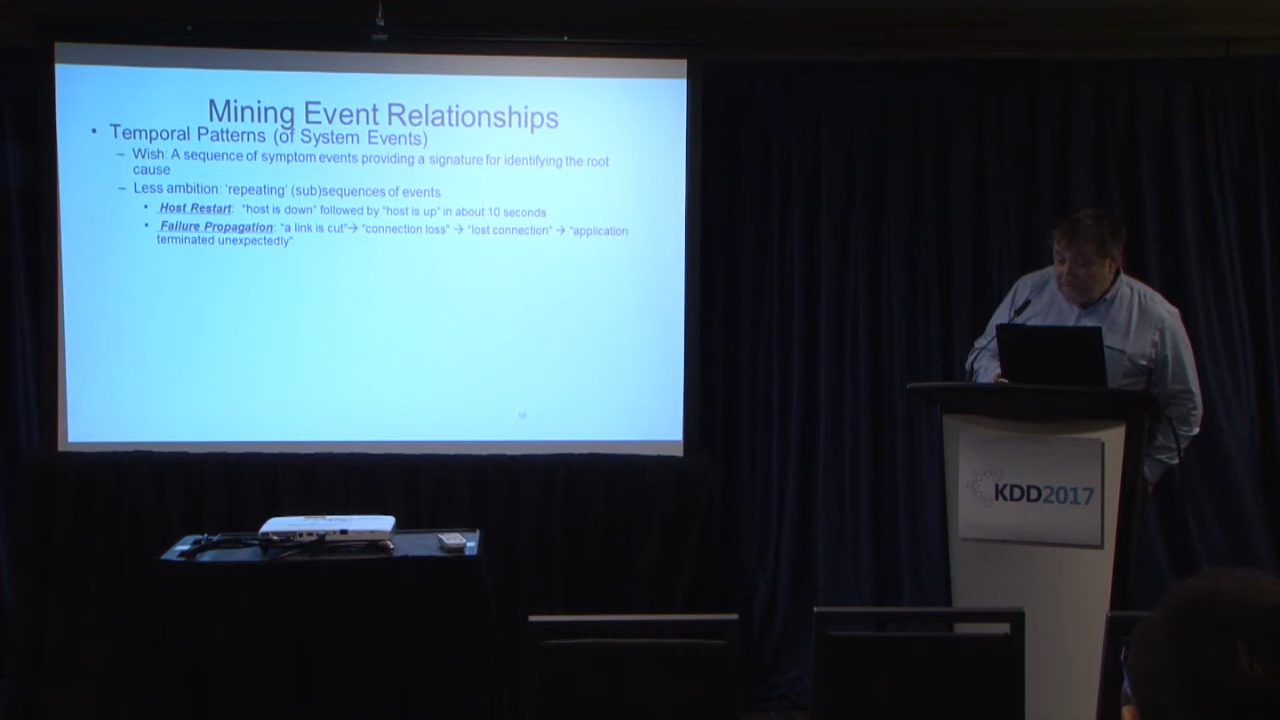 Mining Event Relationships
• Temporal Patterns (of System Events)
– Wish: A sequence of symptom events providing a signature for identifying the root
cause
– Less ambition: 'repeating' (sub)sequences of events
• Host Restart: "host is down" followed by "host is up" in about 10 seconds
• Failure Propagation: "a link is cut"→ "connection loss" → "lost connection" → "application
terminated unexpectedly"
KDD2017